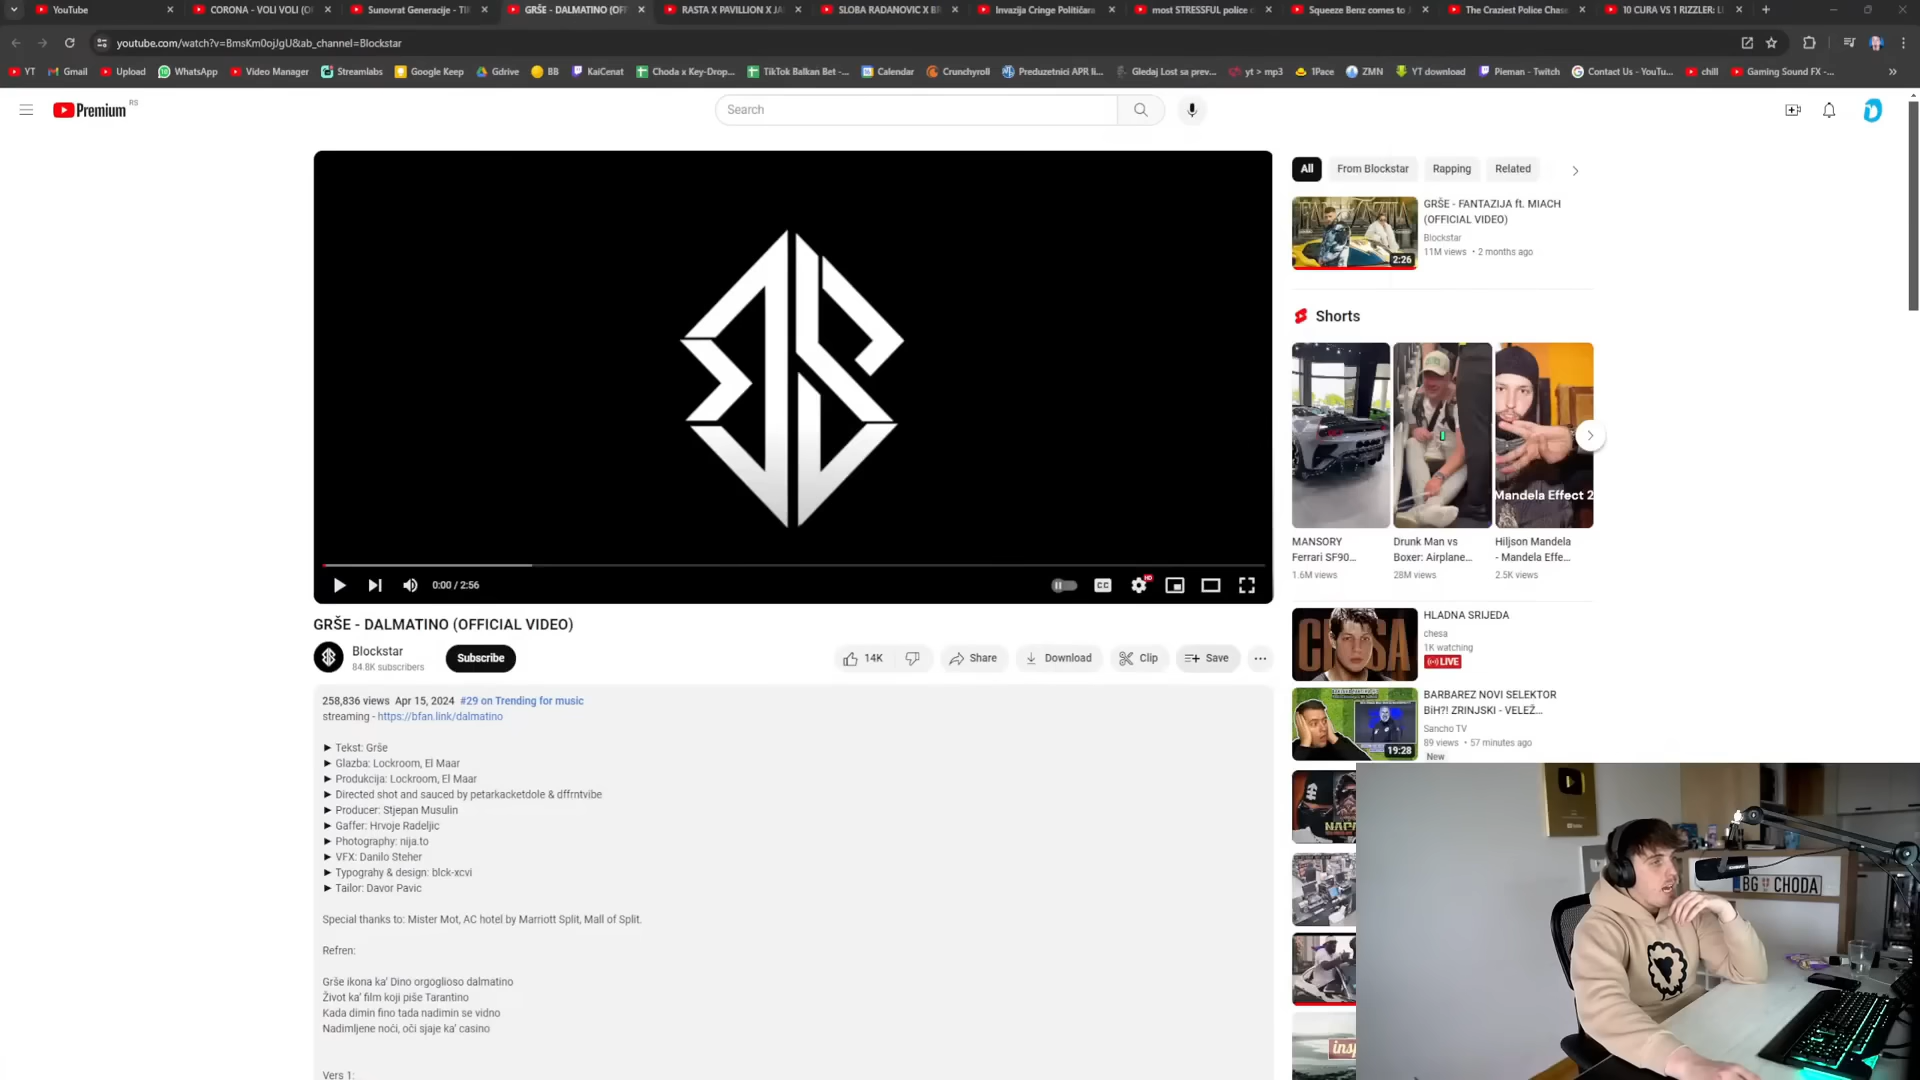 YouTube
CORONA - VOLI VOLI (O
Sunovrat Generacije - TI
GRŠE - DALMATINO (OF
RASTA X PAVILLION X J
SLOBA RADANOVIC X B
Invazija Cringe Političara
most STRESSFUL police
Squeeze Benz comes to
The Craziest Police Chas
10 CURA VS 1 RIZZLER: L
youtube.com/watch?v=BmsKm0ojJgU&ab_channel=Blockstar
YT
Gmail
Upload
WhatsApp
Video Manager
Streamlabs
Google Keep
Gdrive
BB
KaiCenat
Choda x Key-Drop...
TikTok Balkan Bet -...
Calendar
Crunchyroll
Preduzetnici APR li...
Gledaj Lost sa prev...
yt > mp3
1Pace
ZMN
YT download
Pieman - Twitch
Contact Us - YouTu...
chill
Gaming Sound FX -...
Premium RS
Search
All
From Blockstar
Rapping
Related
GRŠE - FANTAZIJA ft. MIACH
(OFFICIAL VIDEO)
Blockstar
11M views • 2 months ago
2:26
Shorts
Mandela Effect 2
MANSORY
Ferrari SF90...
1.6M views
Drunk Man vs
Boxer: Airplane...
28M views
Hiljson Mandela
- Mandela Effe...
2.5K views
0:00 / 2:56
CC
HD
GRŠE - DALMATINO (OFFICIAL VIDEO)
Blockstar
84.8K subscribers
Subscribe
14K
Share
Download
Clip
Save
HLADNA SRIJEDA
chesa
1K watching
LIVE
BARBAREZ NOVI SELEKTOR
BiH?! ZRINJSKI - VELEŽ...
Sancho TV
89 views • 57 minutes ago
New
19:28
258,836 views Apr 15, 2024 #29 on Trending for music
streaming - https://bfan.link/dalmatino
► Tekst: Grše
► Glazba: Lockroom, El Maar
► Produkcija: Lockroom, El Maar
► Directed shot and sauced by petarkacketdole & dffrntvibe
► Producer: Stjepan Musulin
► Gaffer: Hrvoje Radeljic
► Photography: nija.to
► VFX: Danilo Steher
► Typograhy & design: blck-xcvi
► Tailor: Davor Pavic
Special thanks to: Mister Mot, AC hotel by Marriott Split, Mall of Split.
Refren:
Grše ikona ka' Dino orgoglioso dalmatino
Život ka' film koji piše Tarantino
Kada dimin fino tada nadimin se vidno
Nadimljene noći, oči sjaje ka' casino
Vers 1:
BG CHODA